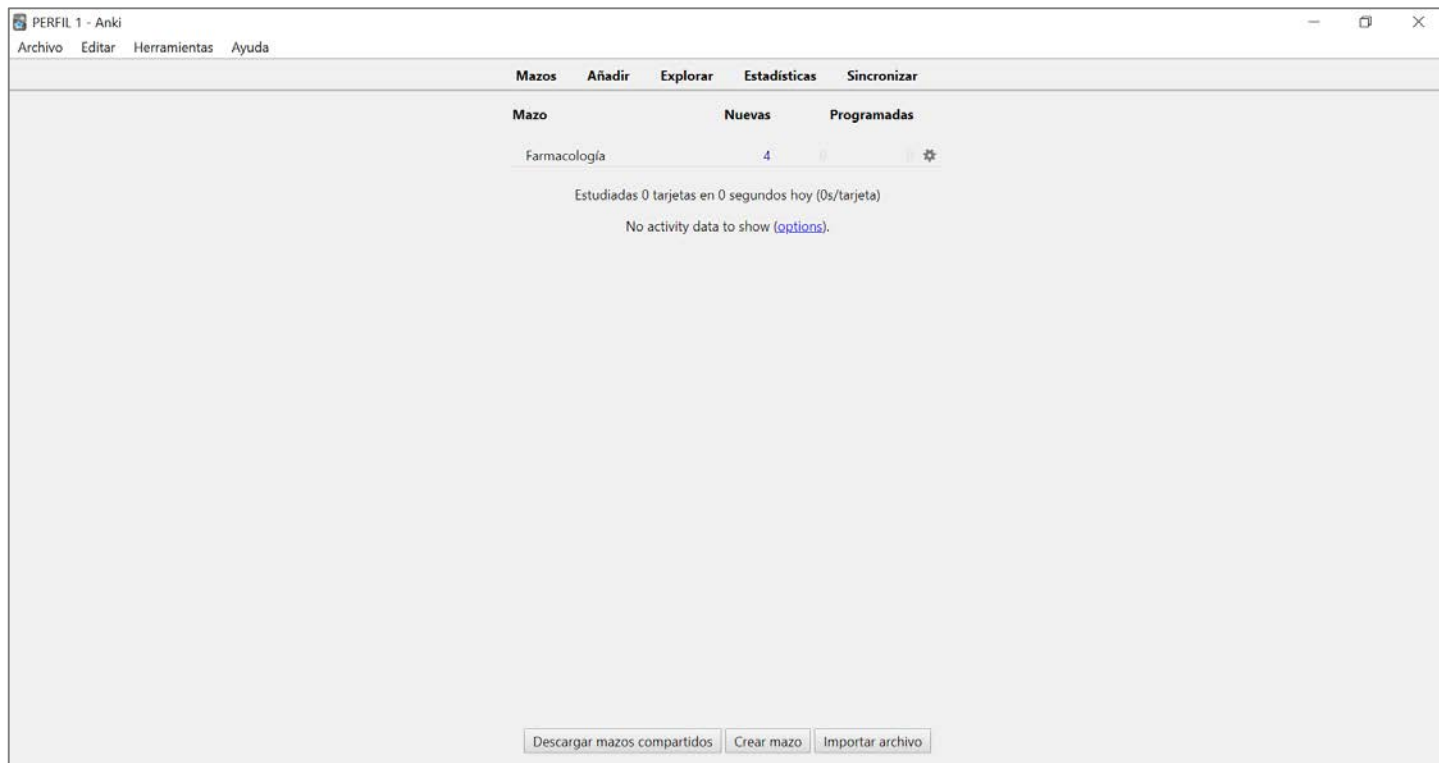 PERFIL 1 - Anki
Archivo Editar Herramientas Ayuda
Mazos Añadir Explorar Estadísticas Sincronizar
Mazo Nuevas Programadas
Farmacología 4 0 0
Estudiadas 0 tarjetas en 0 segundos hoy (0s/tarjeta)
No activity data to show (options).
Descargar mazos compartidos Crear mazo Importar archivo